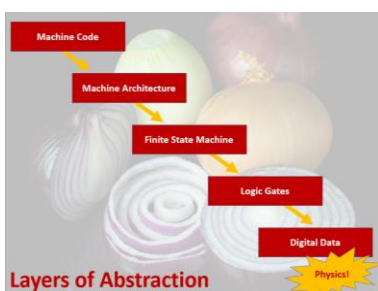 Machine Code
Machine Architecture
Finite State Machine
Logic Gates
Digital Data
Physics!
Layers of Abstraction